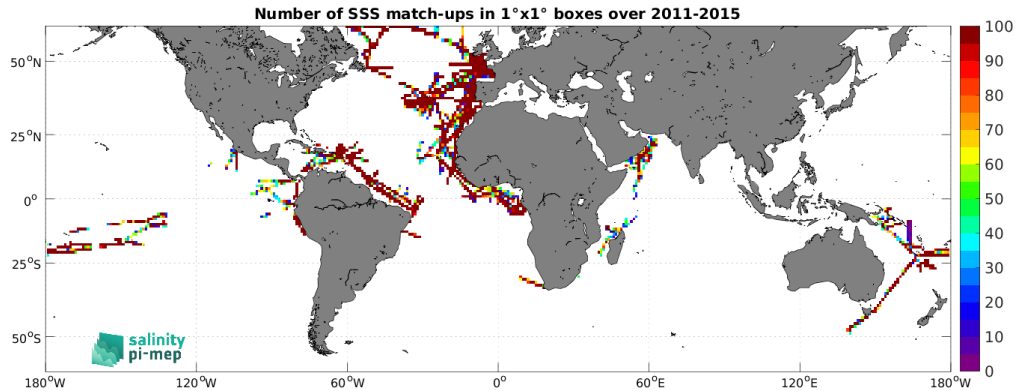 Number of SSS match-ups in 1°x1° boxes over 2011-2015
50°N
25°N
0°
25°S
50°S
180°W
120°W
60°W
0°
60°E
120°E
180°W
100
90
80
70
60
50
40
30
20
10
0
salinity
pi-mep